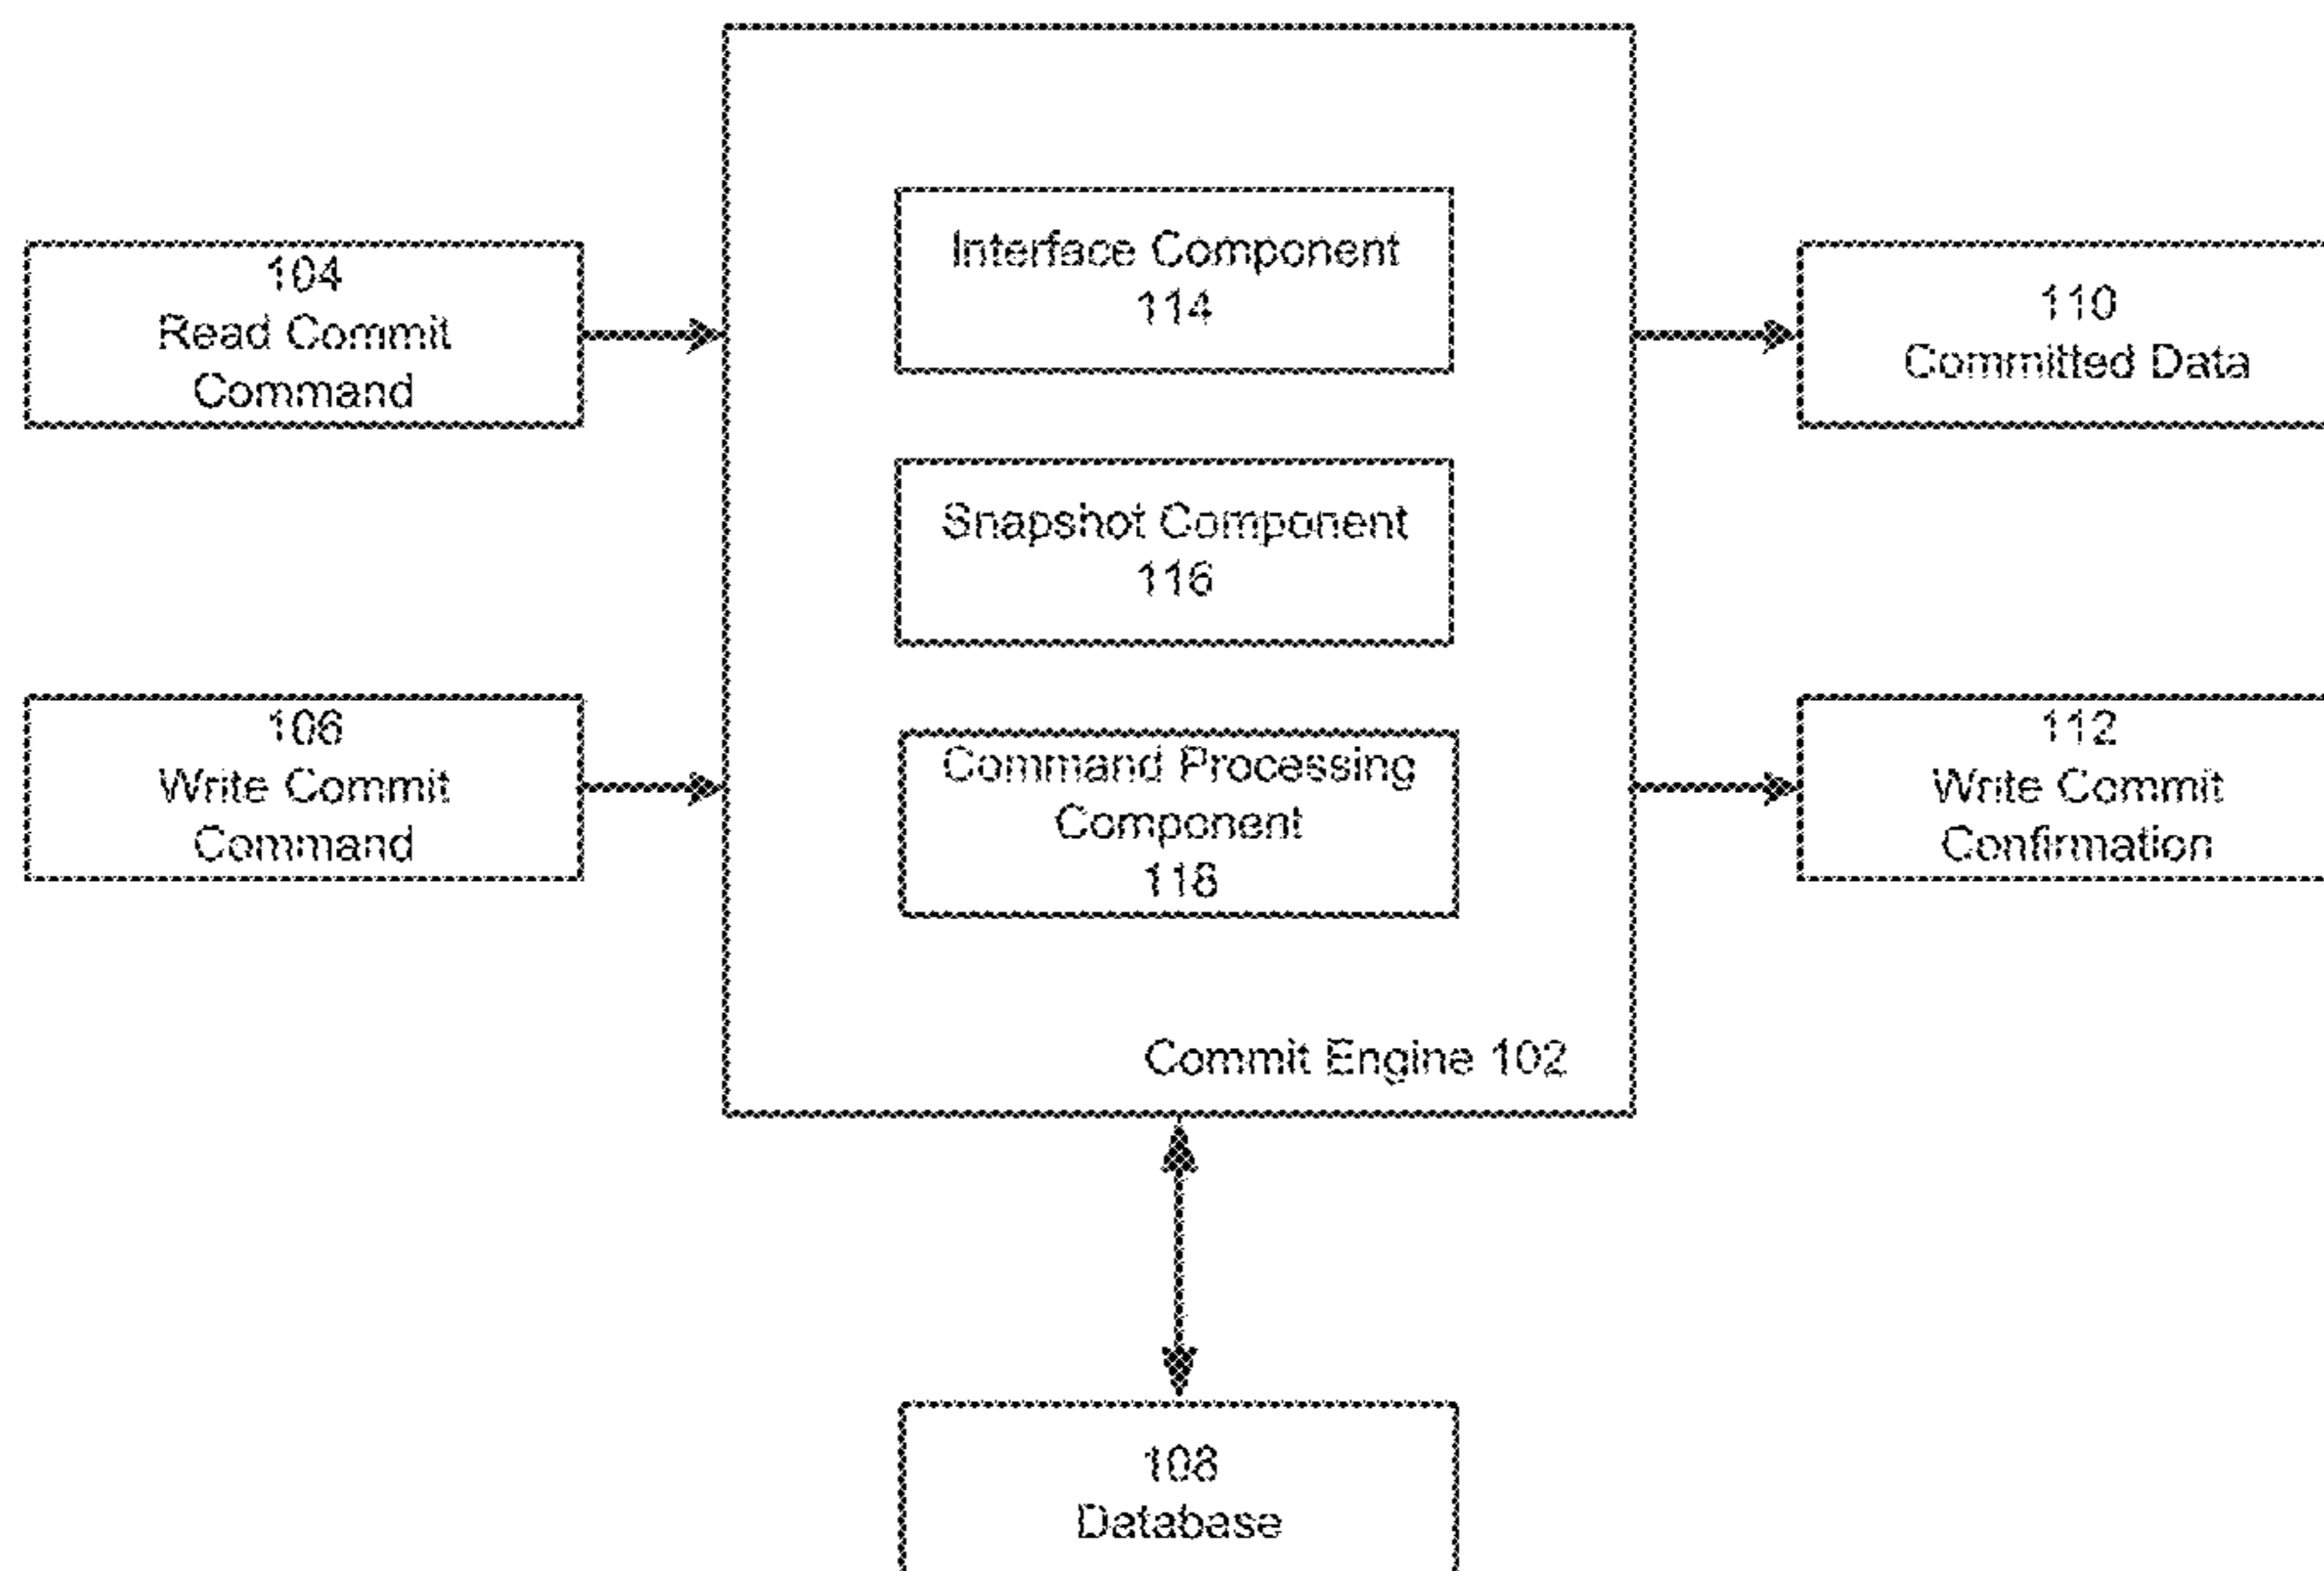 Interface Component
114
104
Read Commit
Command
110
Committed Data
Snapshot Component
116
106
Write Commit
Command
Command Processing
Component
118
112
Write Commit
Confirmation
Commit Engine 102
108
Database